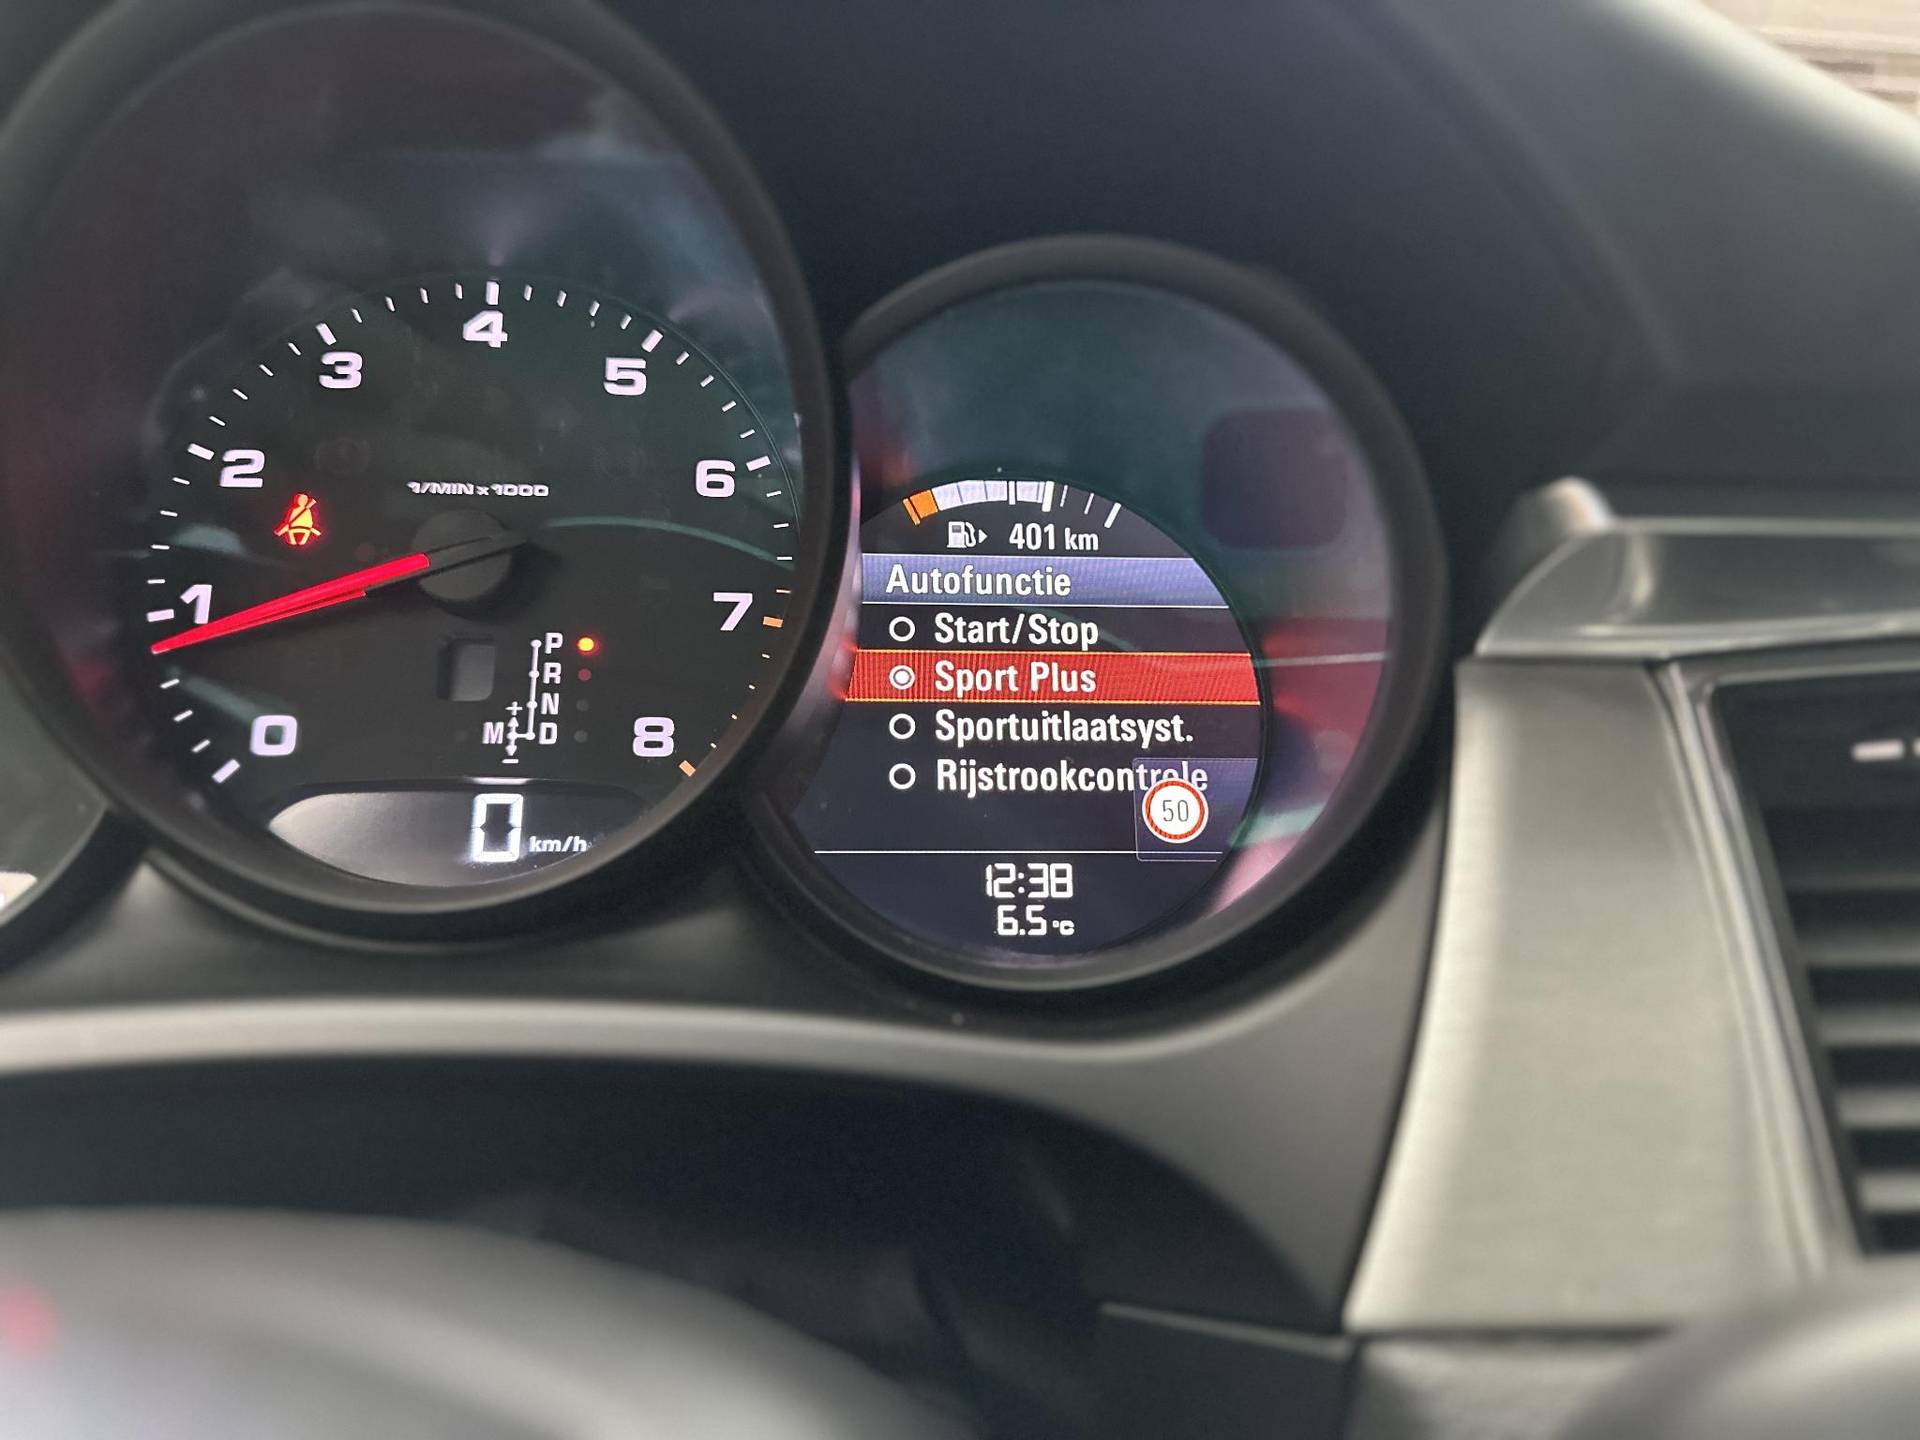 4
3
5
2
6
1/MIN x 1000
1
7
P
R
N
+
M D
-
0
8
0 km/h
401 km
Autofunctie
Start/Stop
Sport Plus
Sportuitlaatsyst.
Rijstrookcontrole
50
12:38
6.5 °C